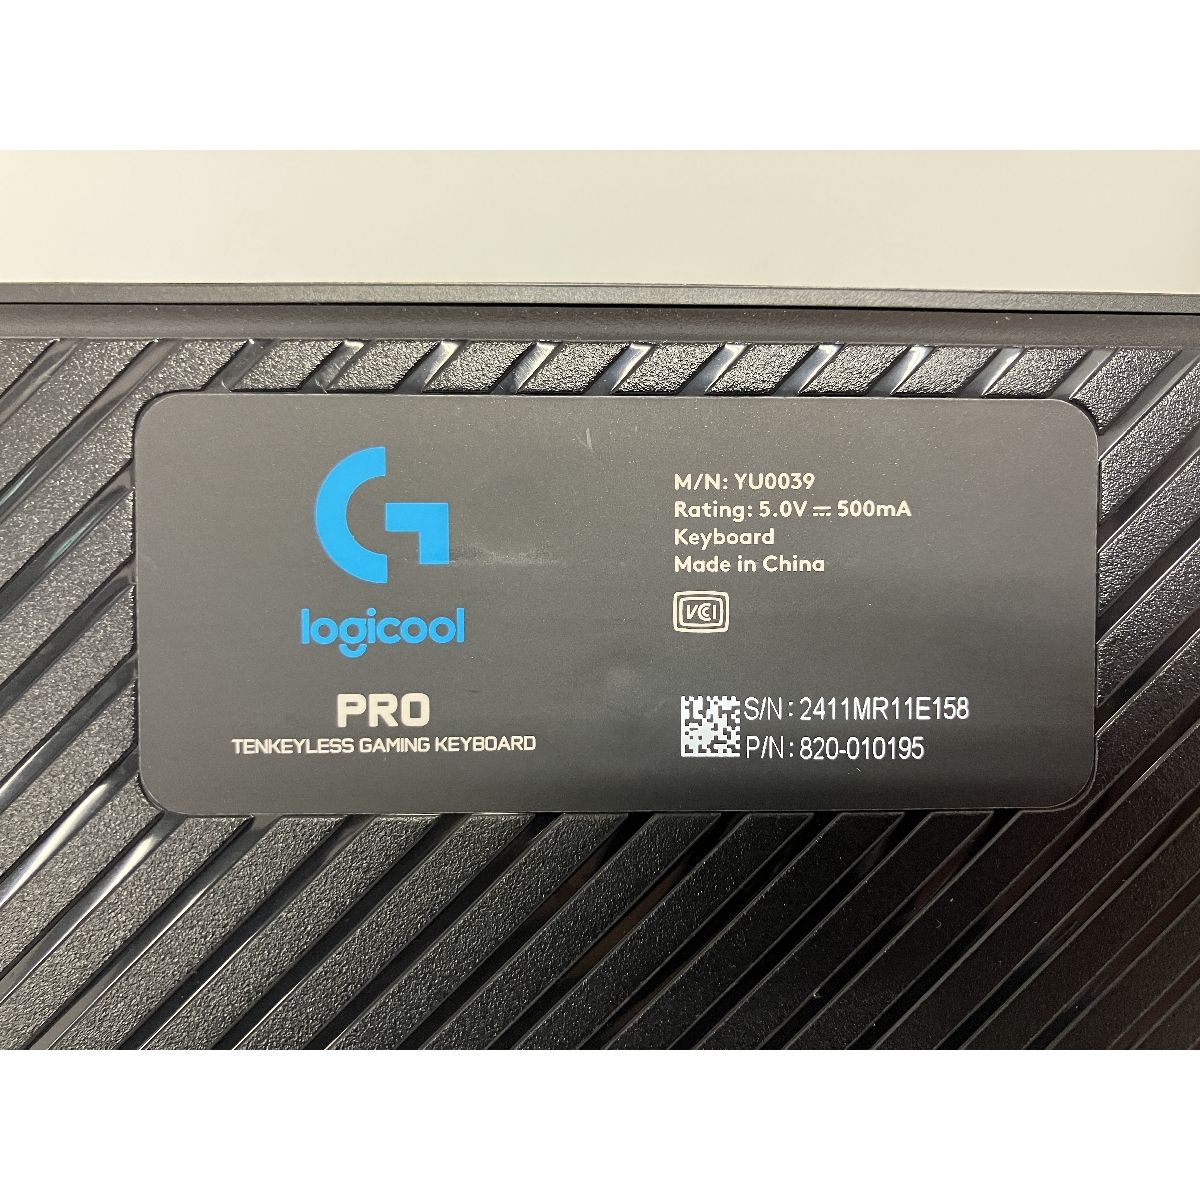 G
logicool
PRO
TENKEYLESS GAMING KEYBOARD
M/N: YU0039
Rating: 5.0V ⎓ 500mA
Keyboard
Made in China
VCI
S/N : 2411MR11E158
P/N : 820-010195